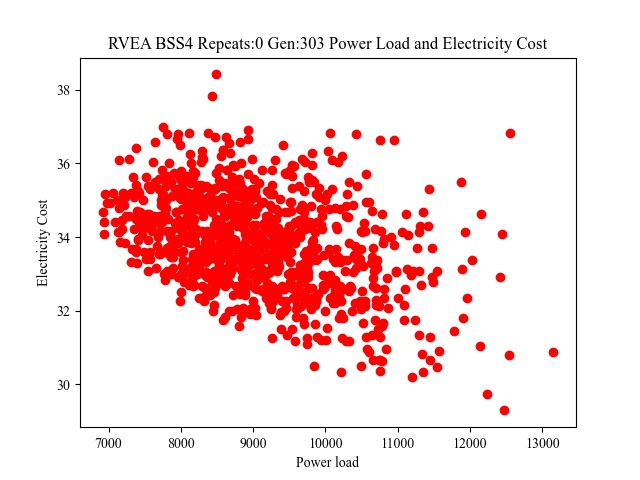 RVEA BSS4 Repeats:0 Gen:303 Power Load and Electricity Cost
38
36
34
32
30
Electricity Cost
7000 8000 9000 10000 11000 12000 13000
Power load